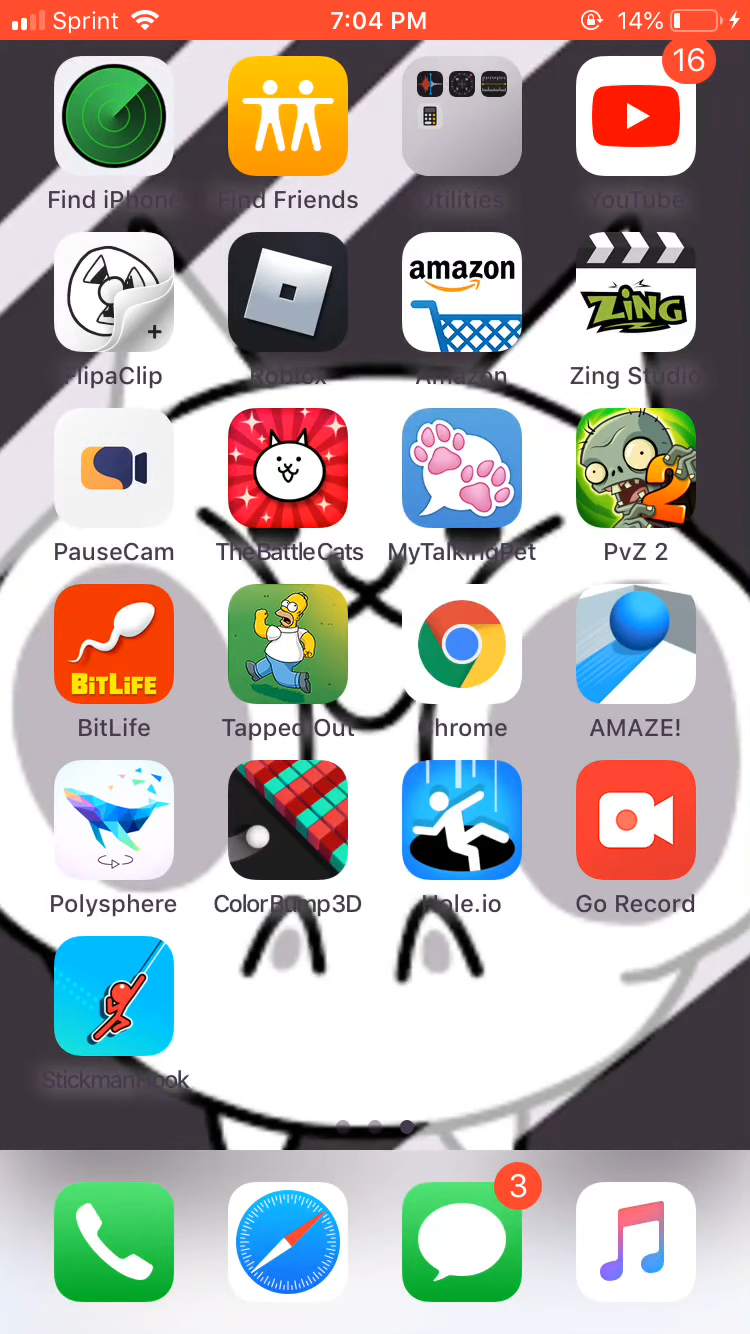 Sprint 7:04 PM 14%
16
Find iPhone Find Friends Utilities YouTube
amazon
ZING
FlipaClip Roblox Amazon Zing Studio
2
PauseCam TheBattleCats MyTalkingPet PvZ 2
BITLIFE
BitLife Tapped Out Chrome AMAZE!
Polysphere ColorBump3D Hole.io Go Record
StickmanHook
3